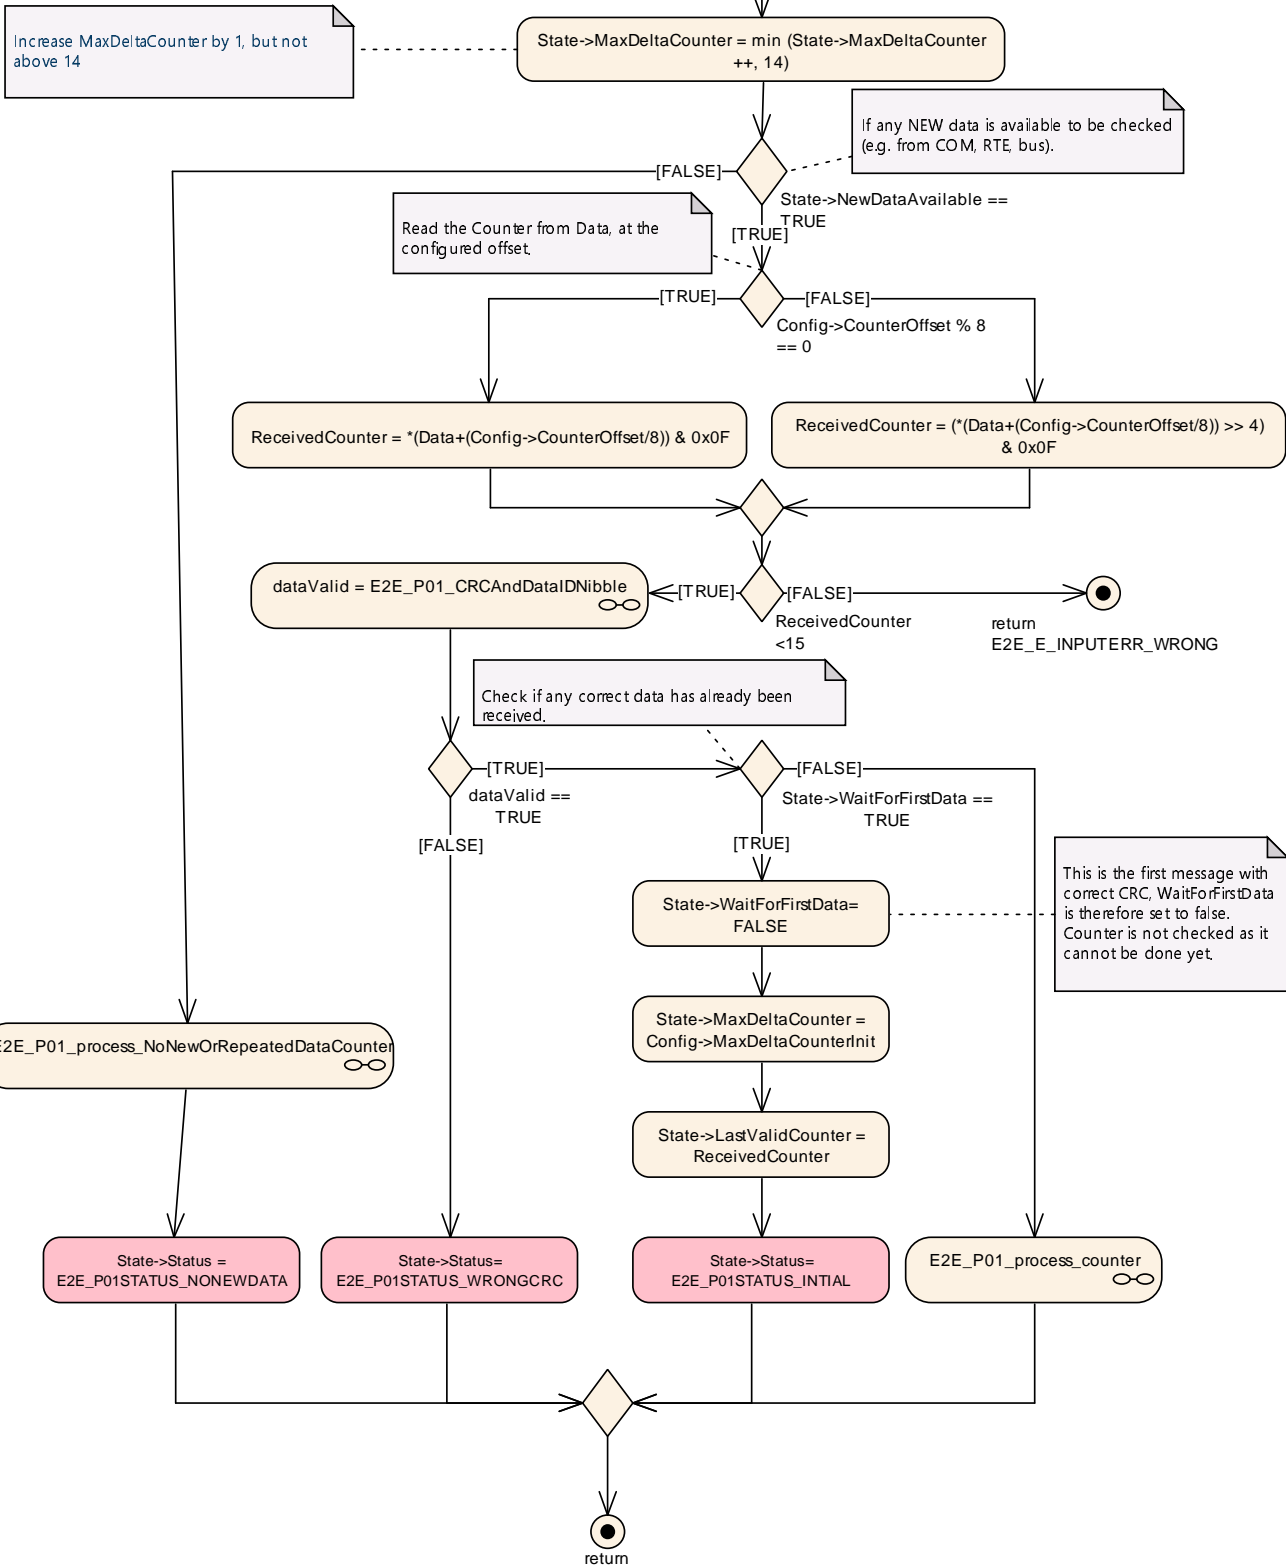 Increase MaxDeltaCounter by 1, but not
above 14
State->MaxDeltaCounter = min (State->MaxDeltaCounter
++, 14)
If any NEW data is available to be checked
(e.g. from COM, RTE, bus).
[FALSE]
State->NewDataAvailable ==
TRUE
[TRUE]
Read the Counter from Data, at the
configured offset.
[TRUE]
[FALSE]
Config->CounterOffset % 8
== 0
ReceivedCounter = *(Data+(Config->CounterOffset/8)) & 0x0F
ReceivedCounter = (*(Data+(Config->CounterOffset/8)) >> 4)
& 0x0F
dataValid = E2E_P01_CRCAndDataIDNibble
[TRUE]
[FALSE]
ReceivedCounter
<15
return
E2E_E_INPUTERR_WRONG
Check if any correct data has already been
received.
[TRUE]
dataValid ==
TRUE
[FALSE]
[FALSE]
State->WaitForFirstData ==
TRUE
[TRUE]
This is the first message with
correct CRC, WaitForFirstData
is therefore set to false.
Counter is not checked as it
cannot be done yet.
State->WaitForFirstData=
FALSE
State->MaxDeltaCounter =
Config->MaxDeltaCounterInit
E2E_P01_process_NoNewOrRepeatedDataCounter
State->LastValidCounter =
ReceivedCounter
State->Status =
E2E_P01STATUS_NONEWDATA
State->Status=
E2E_P01STATUS_WRONGCRC
State->Status=
E2E_P01STATUS_INTIAL
E2E_P01_process_counter
return